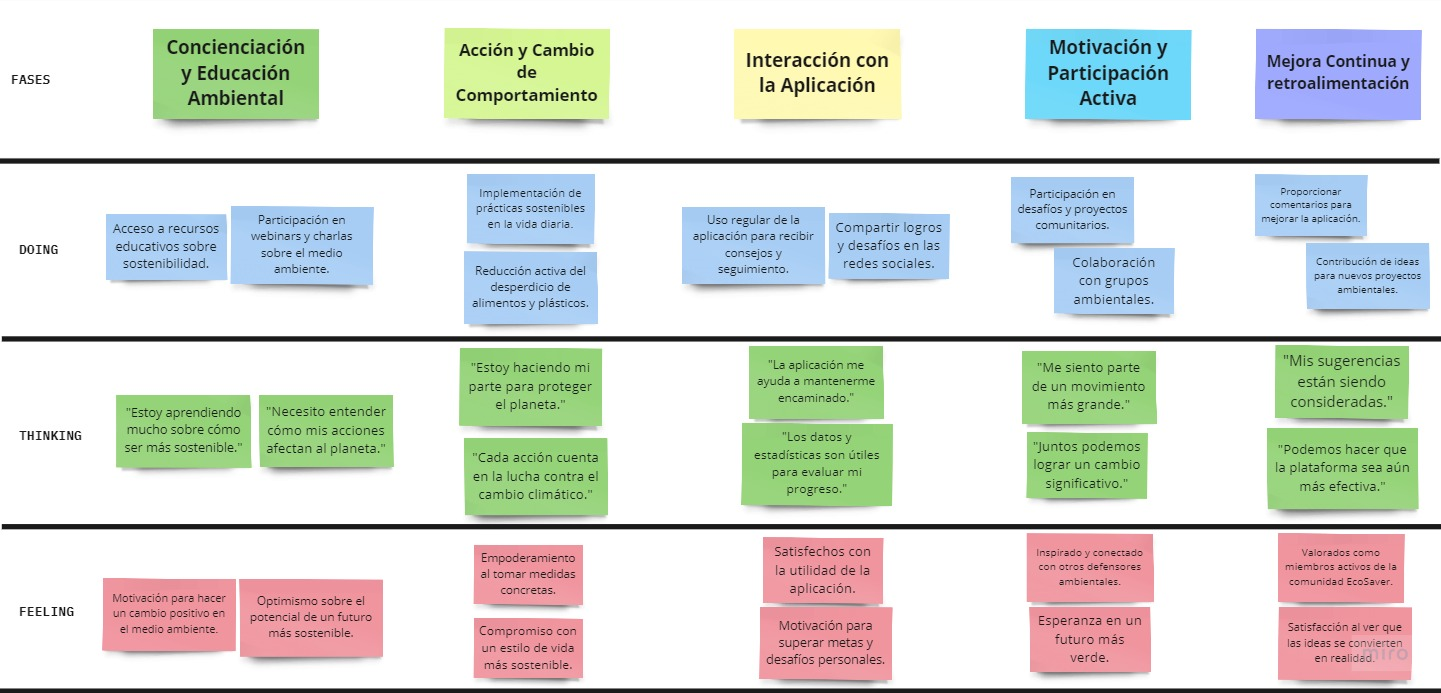 FASES
Concienciación
y Educación
Ambiental
Acción y Cambio
de
Comportamiento
Interacción con
la Aplicación
Motivación y
Participación
Activa
Mejora Continua y
retroalimentación
DOING
Acceso a recursos
educativos sobre
sostenibilidad.
Participación en
webinars y charlas
sobre el medio
ambiente.
Implementación de
prácticas sostenibles
en la vida diaria.
Reducción activa del
desperdicio de
alimentos y plásticos.
Uso regular de la
aplicación para recibir
consejos y
seguimiento.
Compartir logros
y desafíos en las
redes sociales.
Participación en
desafíos y proyectos
comunitarios.
Colaboración
con grupos
ambientales.
Proporcionar
comentarios para
mejorar la aplicación.
Contribución de ideas
para nuevos proyectos
ambientales.
THINKING
"Estoy aprendiendo
mucho sobre cómo
ser más sostenible."
"Necesito entender
cómo mis acciones
afectan al planeta."
"Estoy haciendo mi
parte para proteger
el planeta."
"Cada acción cuenta
en la lucha contra el
cambio climático."
"La aplicación me
ayuda a mantenerme
encaminado."
"Los datos y
estadísticas son útiles
para evaluar mi
progreso."
"Me siento parte
de un movimiento
más grande."
"Juntos podemos
lograr un cambio
significativo."
"Mis sugerencias
están siendo
consideradas."
"Podemos hacer que
la plataforma sea aún
más efectiva."
FEELING
Motivación para hacer
un cambio positivo en
el medio ambiente.
Optimismo sobre el
potencial de un futuro
más sostenible.
Empoderamiento
al tomar medidas
concretas.
Compromiso con
un estilo de vida
más sostenible.
Satisfechos con
la utilidad de la
aplicación.
Motivación para
superar metas y
desafíos personales.
Inspirado y conectado
con otros defensores
ambientales.
Esperanza en un
futuro más
verde.
Valorados como
miembros activos de la
comunidad EcoSaver.
Satisfacción al ver que
las ideas se convierten
en realidad.
miro